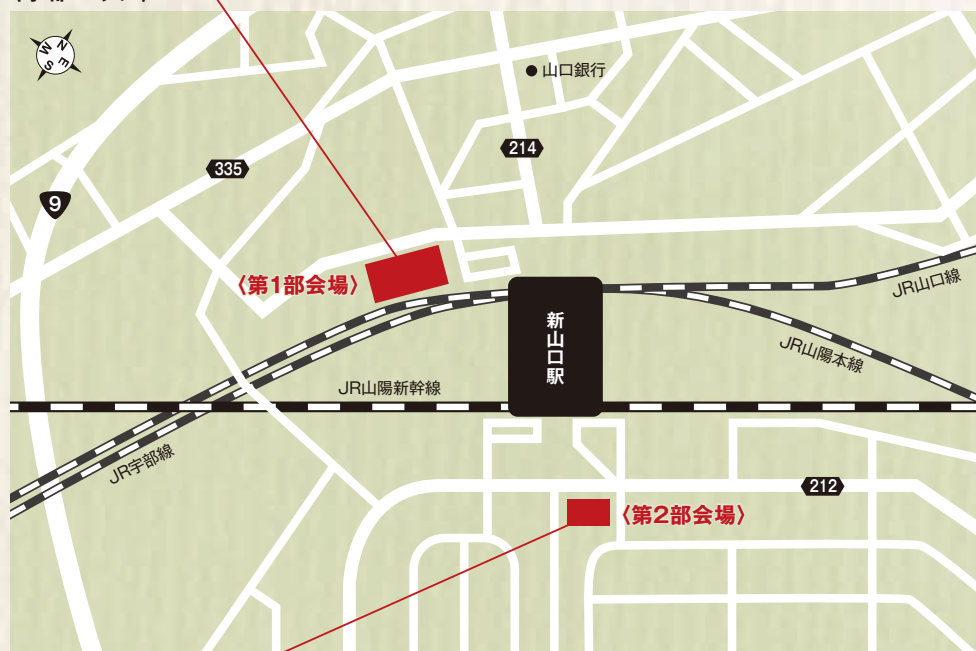 N
W
E
S
山口銀行
214
335
9
〈第1部会場〉
新山口駅
JR山口線
JR山陽本線
JR山陽新幹線
JR宇部線
212
〈第2部会場〉